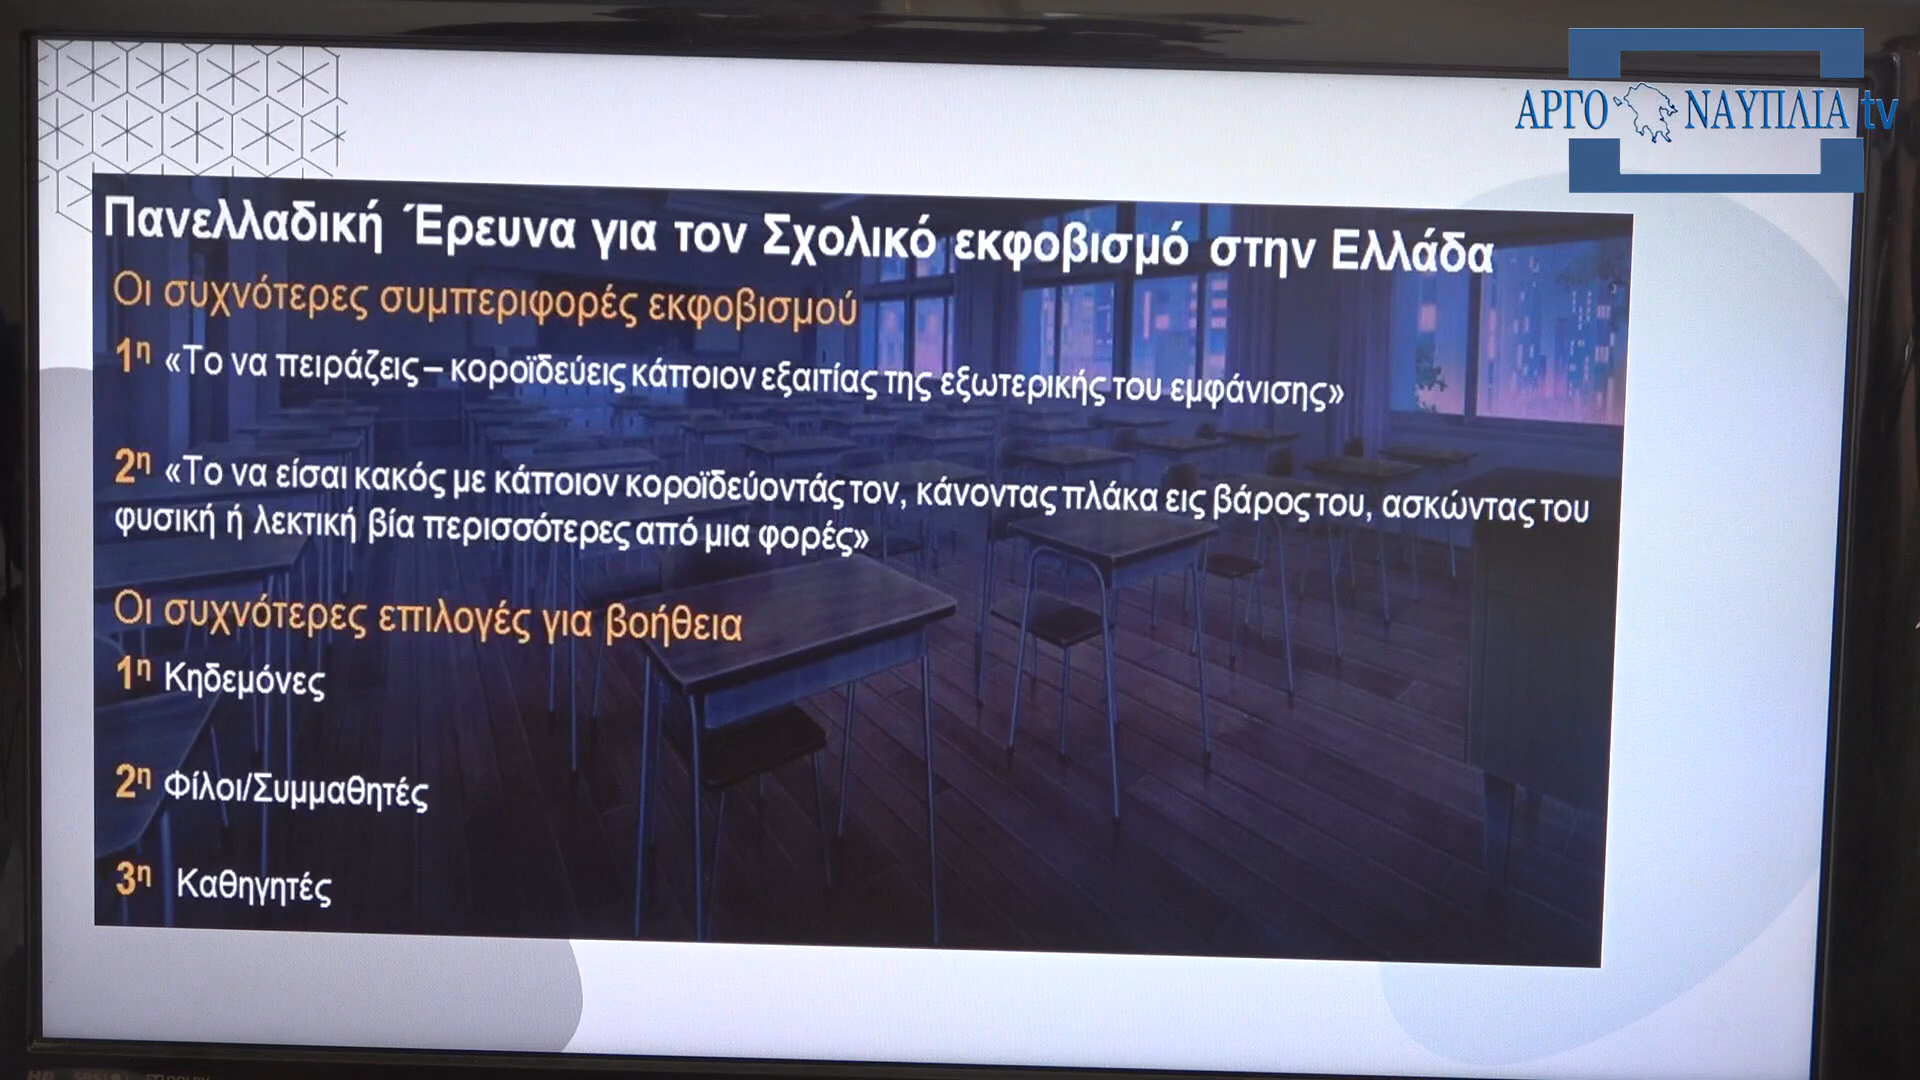 ΑΡΓΟ ΝΑΥΠΛΙΑ tv
Πανελλαδική Έρευνα για τον Σχολικό εκφοβισμό στην Ελλάδα
Οι συχνότερες συμπεριφορές εκφοβισμού
1η «Το να πειράζεις – κοροϊδεύεις κάποιον εξαιτίας της εξωτερικής του εμφάνισης»
2η «Το να είσαι κακός με κάποιον κοροϊδεύοντάς τον, κάνοντας πλάκα εις βάρος του, ασκώντας του
φυσική ή λεκτική βία περισσότερες από μια φορές»
Οι συχνότερες επιλογές για βοήθεια
1η Κηδεμόνες
2η Φίλοι/Συμμαθητές
3η Καθηγητές